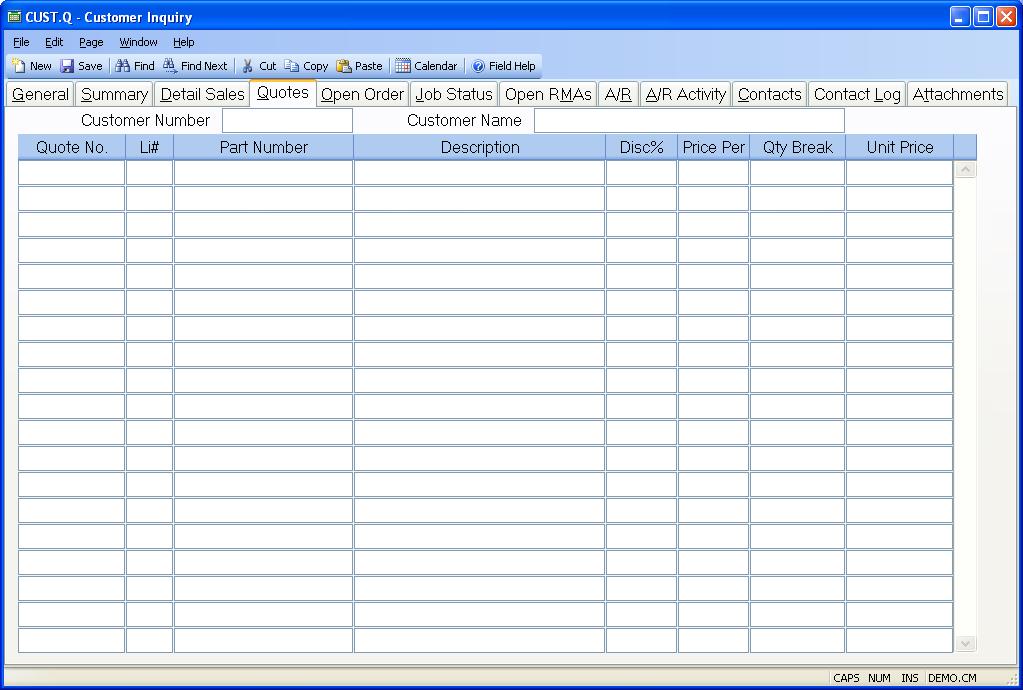 CUST.Q - Customer Inquiry
File Edit Page Window Help
New Save Find Find Next Cut Copy Paste Calendar Field Help
General Summary Detail Sales Quotes Open Order Job Status Open RMAs A/R A/R Activity Contacts Contact Log Attachments
Customer Number Customer Name
Quote No. Li# Part Number Description Disc% Price Per Qty Break Unit Price
CAPS NUM INS DEMO.CM